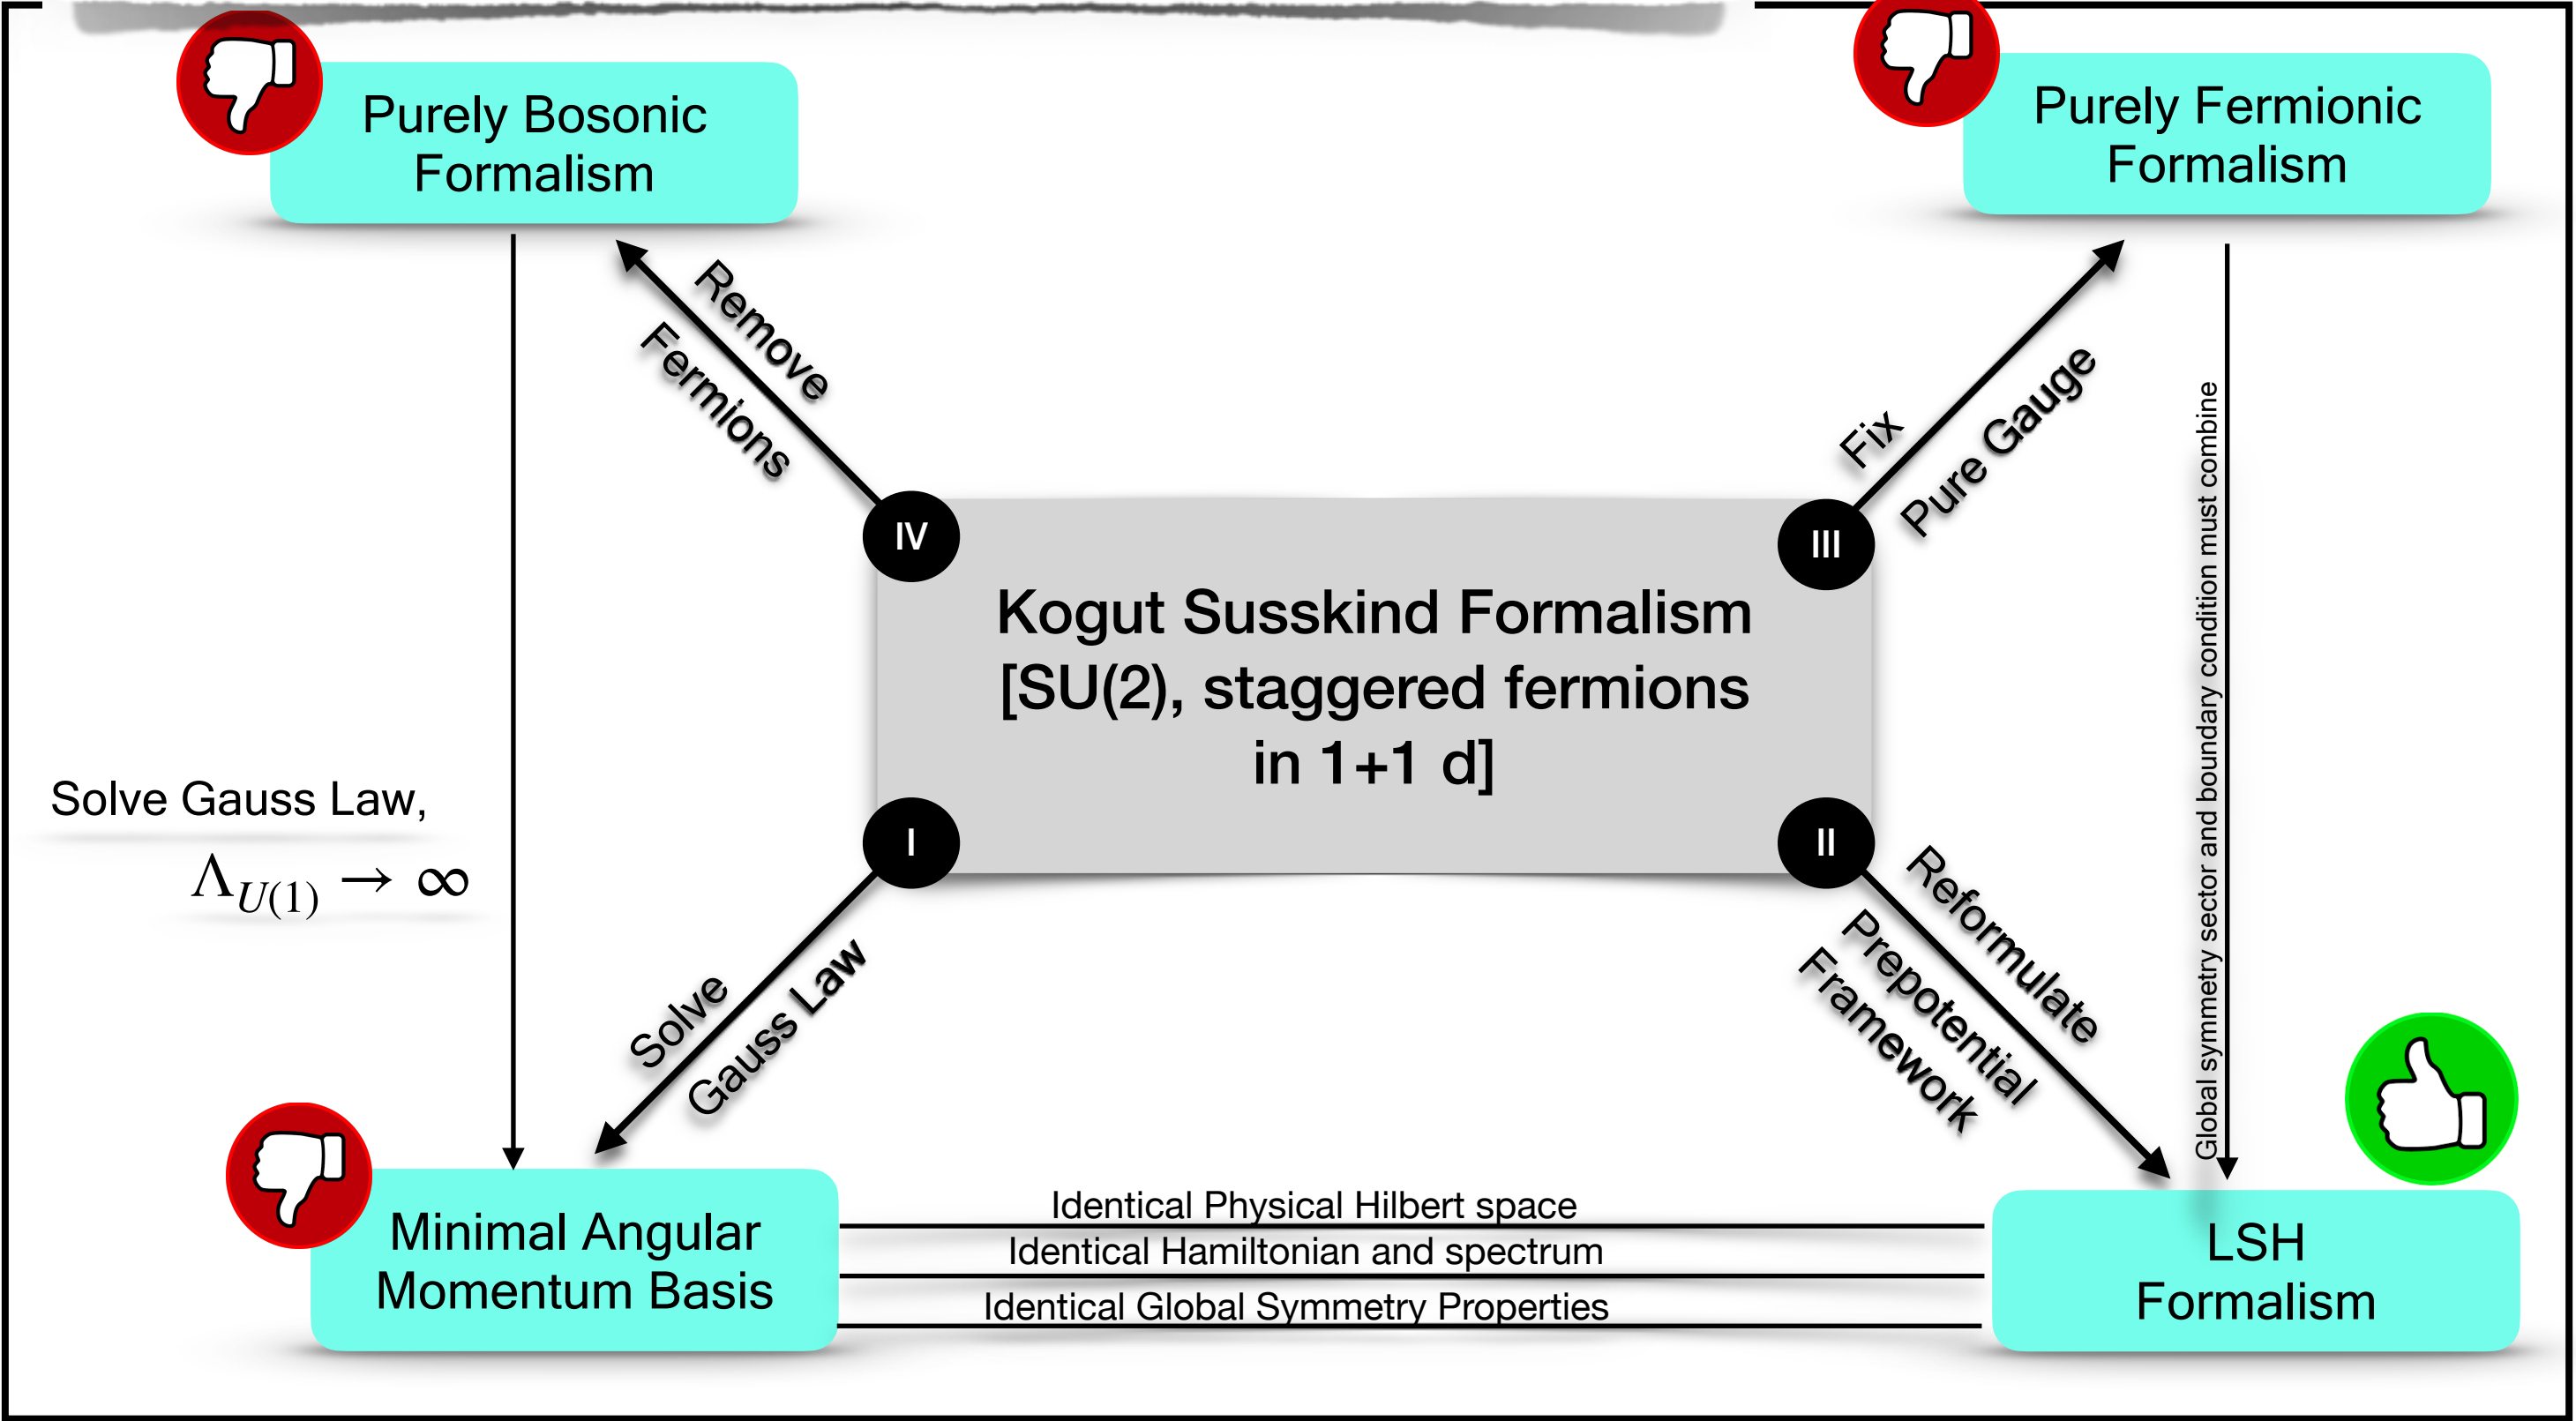 Purely Bosonic
Formalism
Purely Fermionic
Formalism
Remove
Fermions
Fix
Pure Gauge
IV
III
Kogut Susskind Formalism
[SU(2), staggered fermions
in 1+1 d]
I
II
Solve Gauss Law,
Λ_{U(1)} → ∞
Solve
Gauss Law
Reformulate
Prepotential
Framework
Global symmetry sector and boundary condition must combine
Minimal Angular
Momentum Basis
Identical Physical Hilbert space
Identical Hamiltonian and spectrum
Identical Global Symmetry Properties
LSH
Formalism